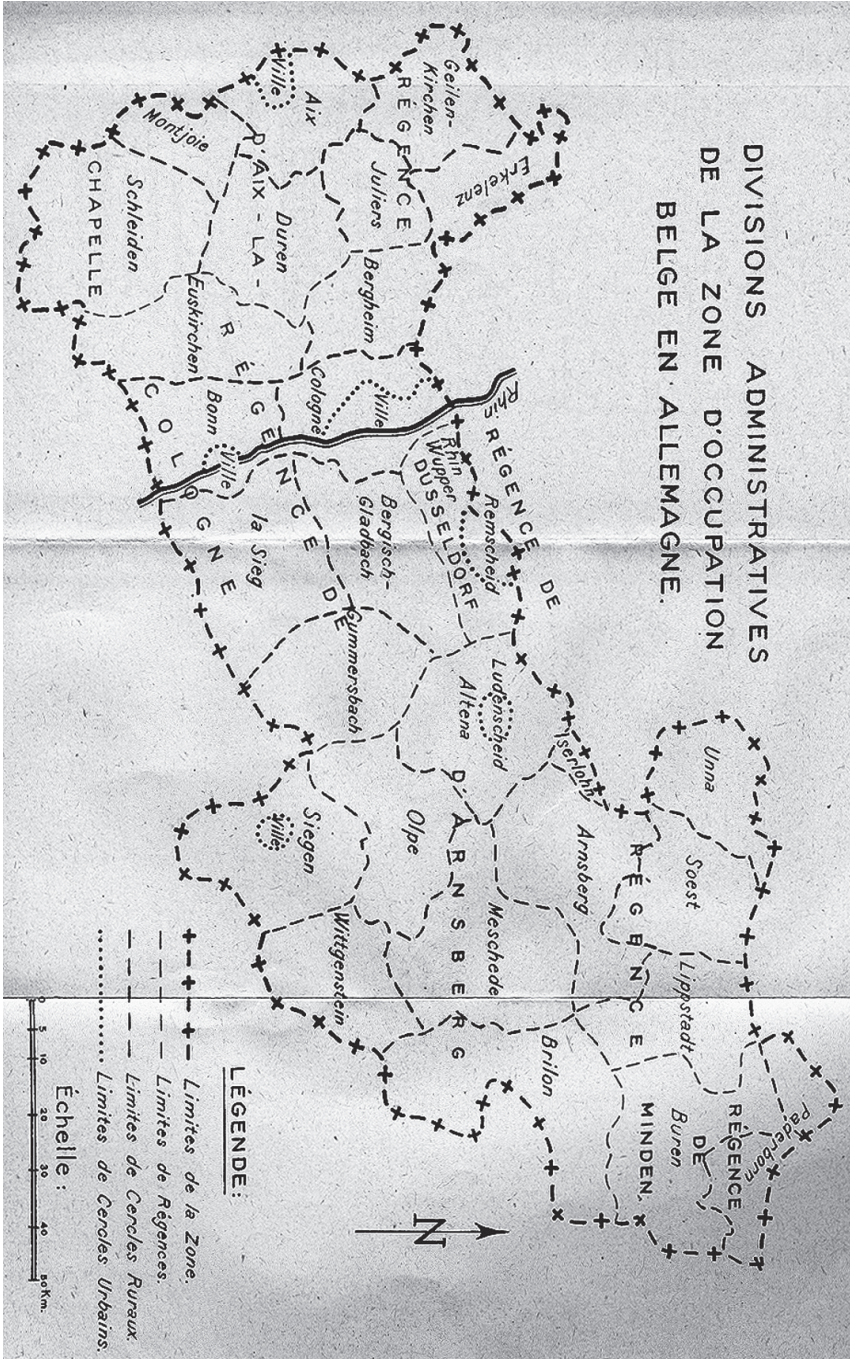 DIVISIONS ADMINISTRATIVES
DE LA ZONE D'OCCUPATION
BELGE EN ALLEMAGNE.
Geilen-
Kirchen
RÉGENCE
Erkelenz
Ville
Aix
Juliers
D'AIX-LA-
CHAPELLE
Montjoie
Duren
Schleiden
Bergheim
Euskirchen
RÉGENCE DE
COLOGNE
Cologne
Ville
Bonn
Ville
Rhin
RÉGENCE DE
DÜSSELDORF
Rhin
Wupper
Remscheid
Bergisch-
Gladbach
la Sieg
Gummersbach
Ludenscheid
Altena
Iserlohn
Unna
Soest
Lippstadt
Arnsberg
RÉGENCE
D'ARNSBERG
Olpe
Meschede
Siegen
Ville
Wittgenstein
Brilon
Paderborn
RÉGENCE
DE
MINDEN.
Buren
N
LÉGENDE:
Limites de la Zone.
Limites de Régences.
Limites de Cercles Ruraux.
Limites de Cercles Urbains.
Échelle :
0 5 10 20 30 40 50 Km.